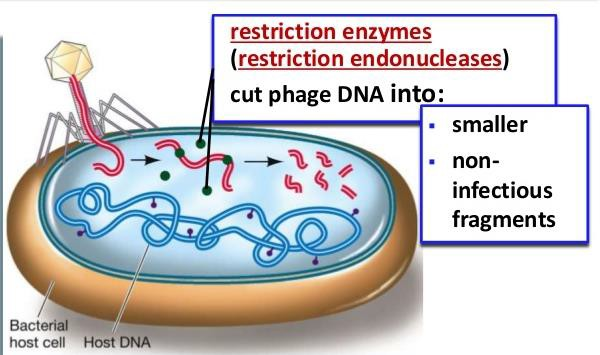 restriction enzymes
(restriction endonucleases)
cut phage DNA into:
▪ smaller
▪ non-
infectious
fragments
Bacterial
host cell
Host DNA